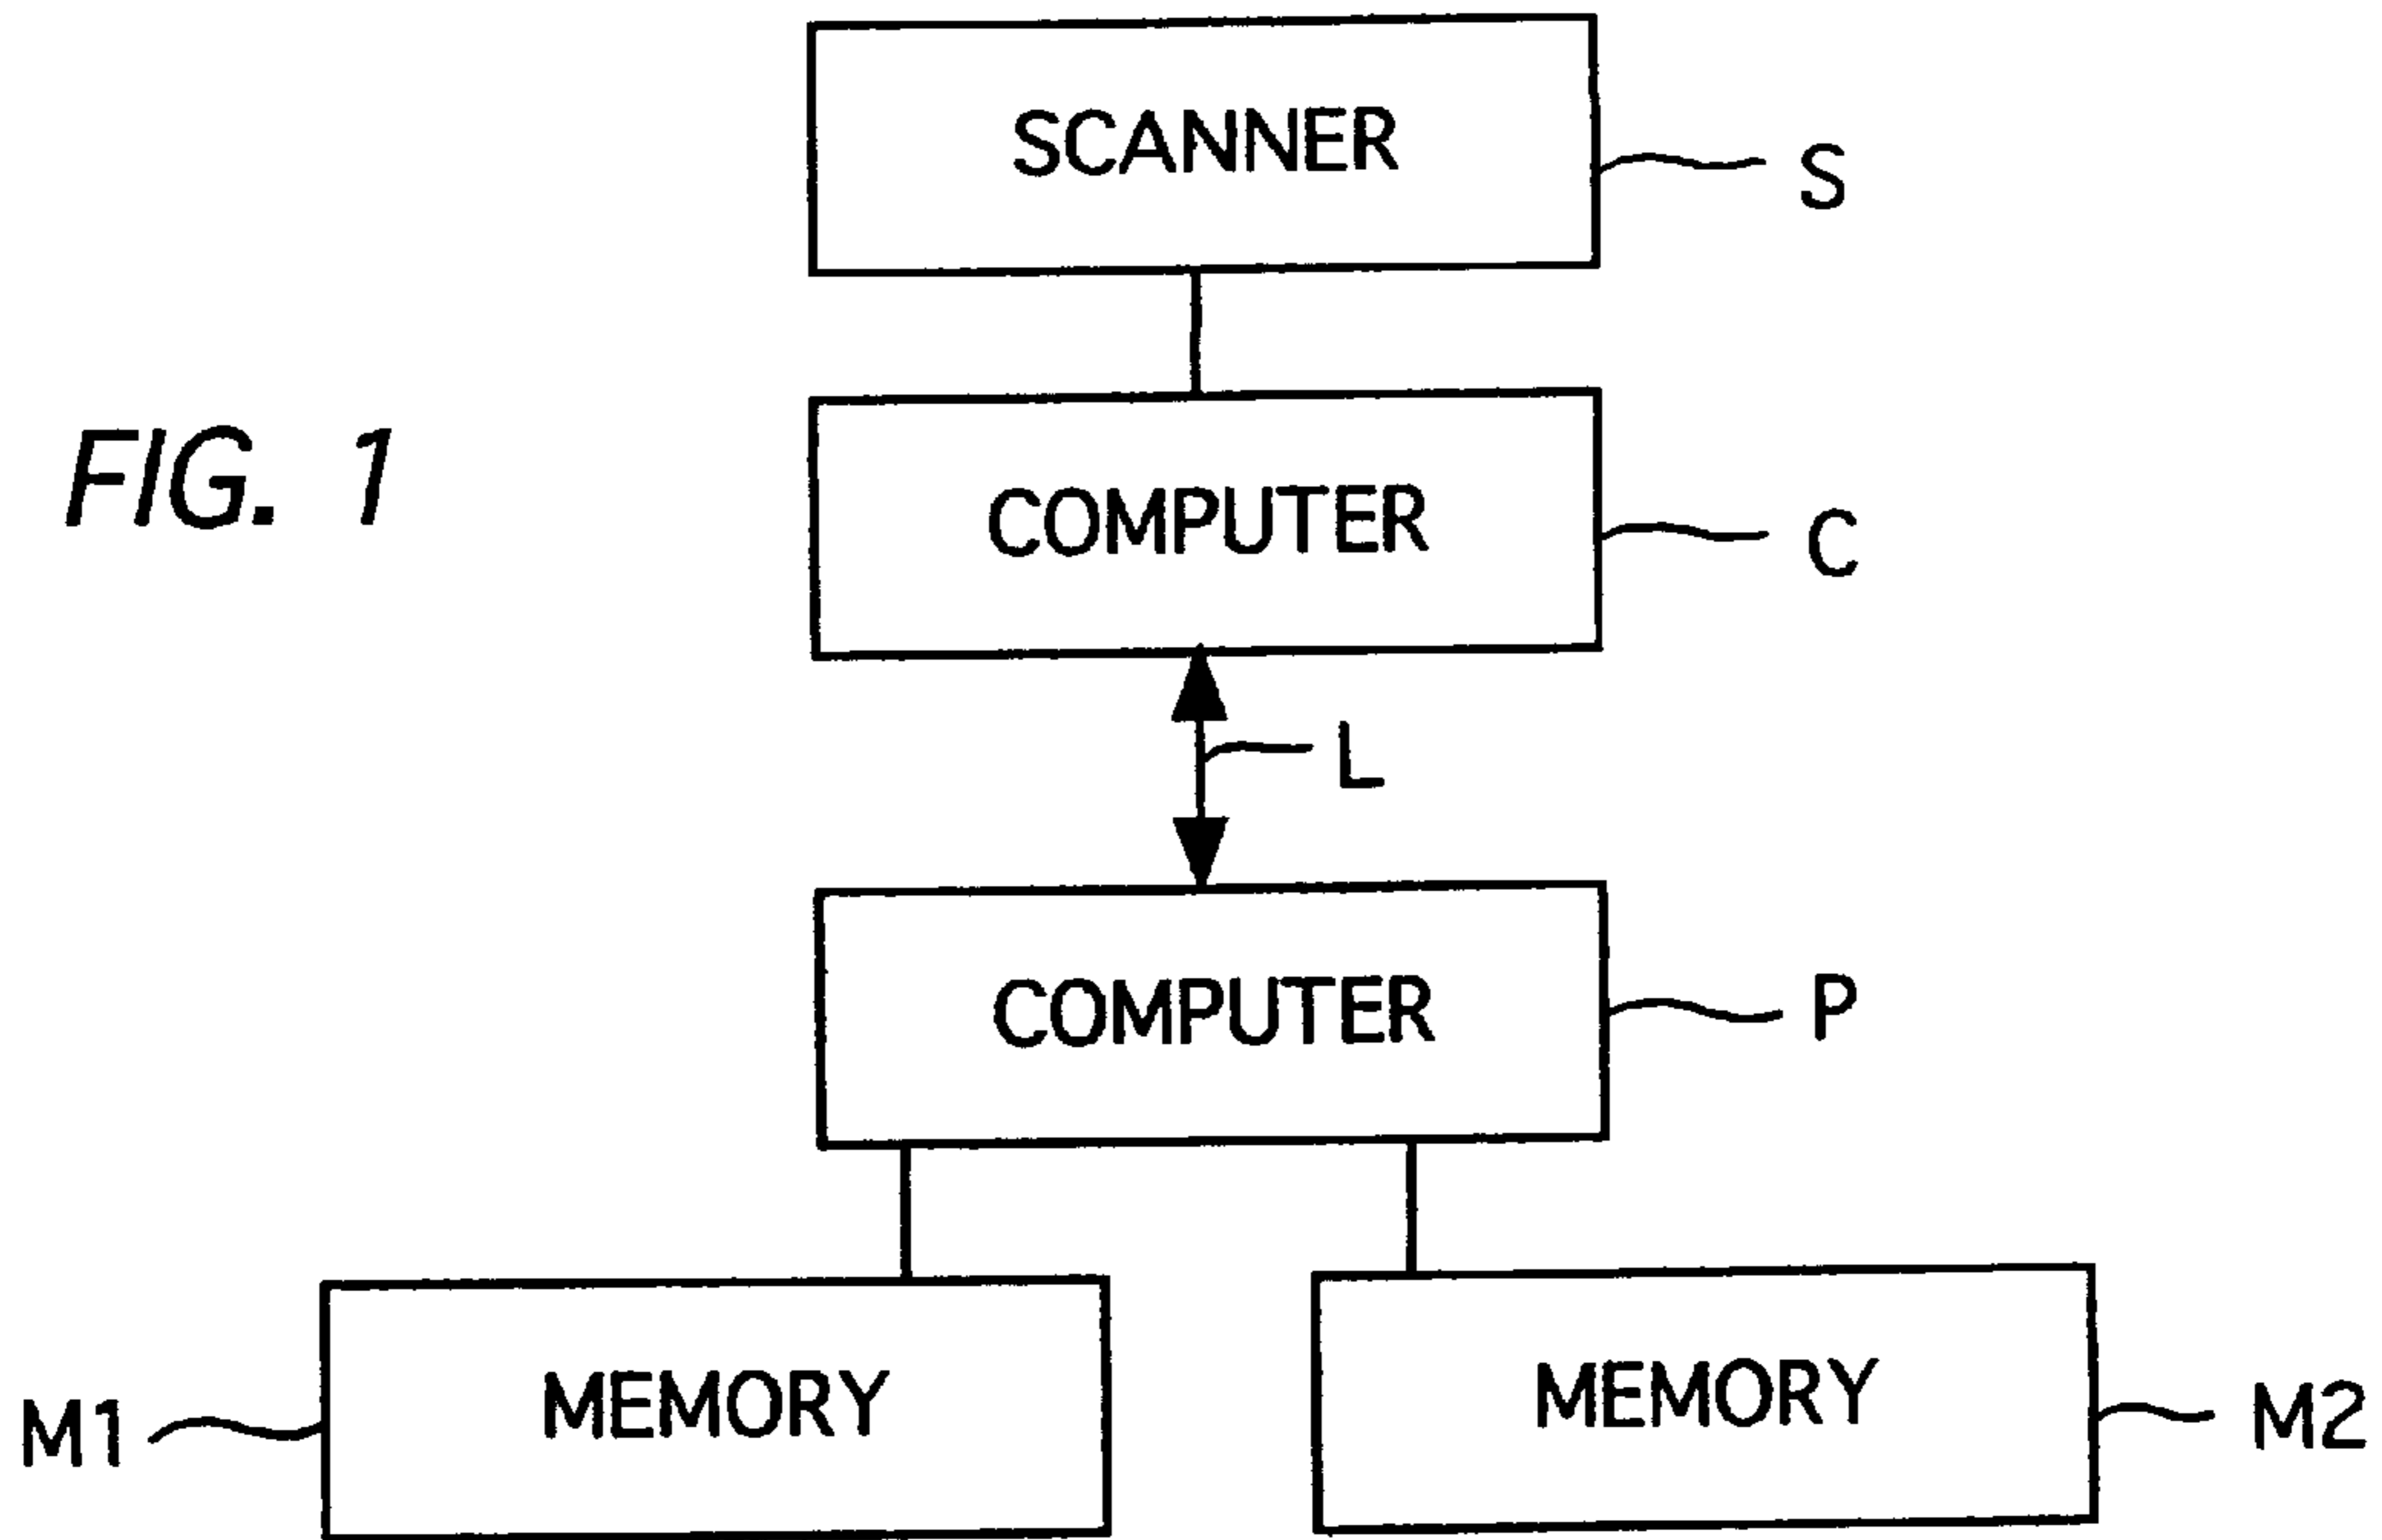 SCANNER
S
FIG. 1
COMPUTER
C
L
COMPUTER
P
M1
MEMORY
MEMORY
M2